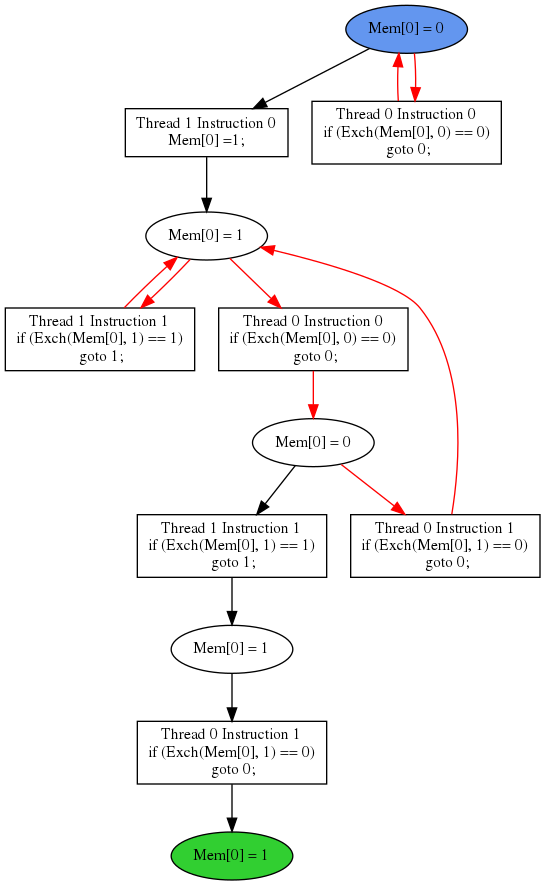 Mem[0] = 0
Thread 1 Instruction 0
Mem[0] =1;
Thread 0 Instruction 0
if (Exch(Mem[0], 0) == 0)
goto 0;
Mem[0] = 1
Thread 1 Instruction 1
if (Exch(Mem[0], 1) == 1)
goto 1;
Thread 0 Instruction 0
if (Exch(Mem[0], 0) == 0)
goto 0;
Mem[0] = 0
Thread 1 Instruction 1
if (Exch(Mem[0], 1) == 1)
goto 1;
Thread 0 Instruction 1
if (Exch(Mem[0], 1) == 0)
goto 0;
Mem[0] = 1
Thread 0 Instruction 1
if (Exch(Mem[0], 1) == 0)
goto 0;
Mem[0] = 1